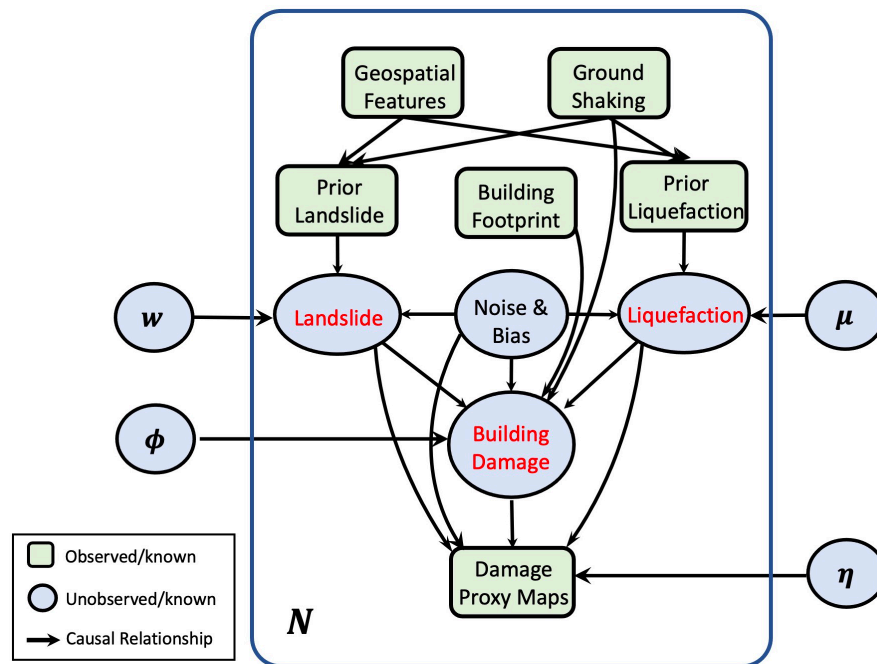 Geospatial
Features
Ground
Shaking
Prior
Landslide
Building
Footprint
Prior
Liquefaction
w
Landslide
Noise &
Bias
Liquefaction
μ
ϕ
Building
Damage
Damage
Proxy Maps
η
N
Observed/known
Unobserved/known
Causal Relationship